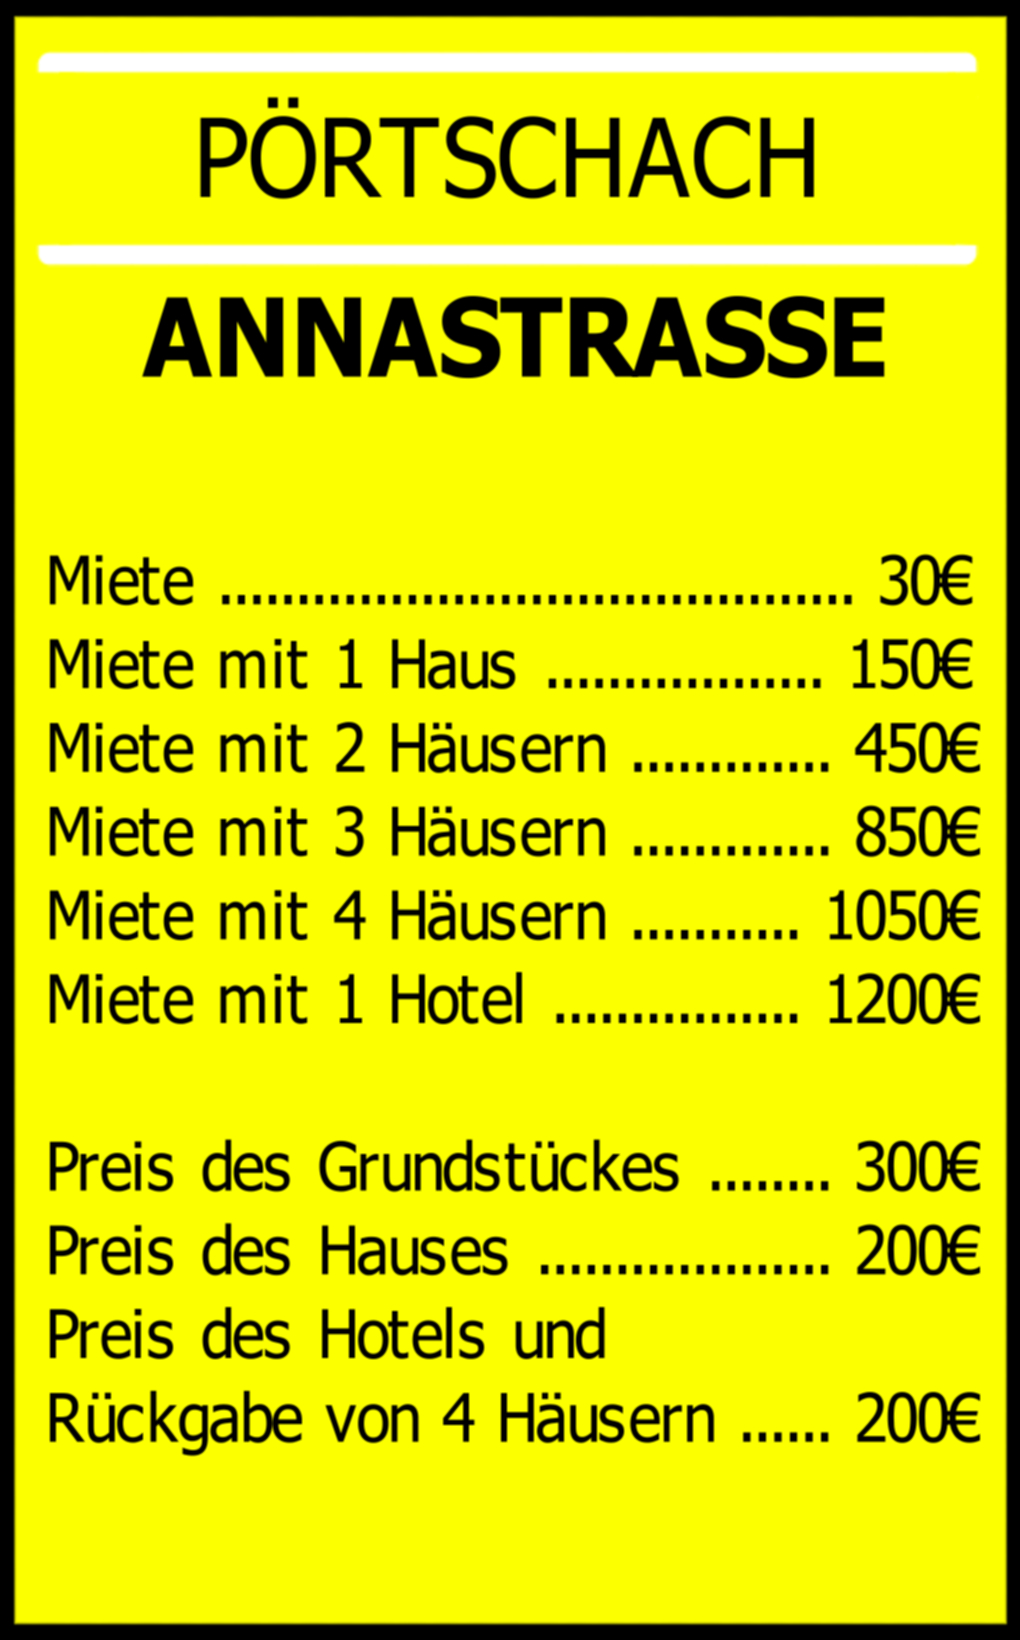 PÖRTSCHACH
ANNASTRASSE
Miete ......................................... 30€
Miete mit 1 Haus .................. 150€
Miete mit 2 Häusern ............. 450€
Miete mit 3 Häusern ............. 850€
Miete mit 4 Häusern ........... 1050€
Miete mit 1 Hotel ................ 1200€
Preis des Grundstückes ........ 300€
Preis des Hauses ................... 200€
Preis des Hotels und
Rückgabe von 4 Häusern ...... 200€